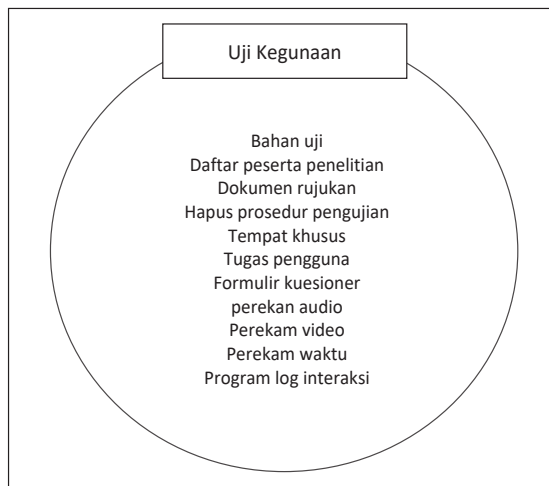 Uji Kegunaan
Bahan uji
Daftar peserta penelitian
Dokumen rujukan
Hapus prosedur pengujian
Tempat khusus
Tugas pengguna
Formulir kuesioner
perekan audio
Perekam video
Perekam waktu
Program log interaksi